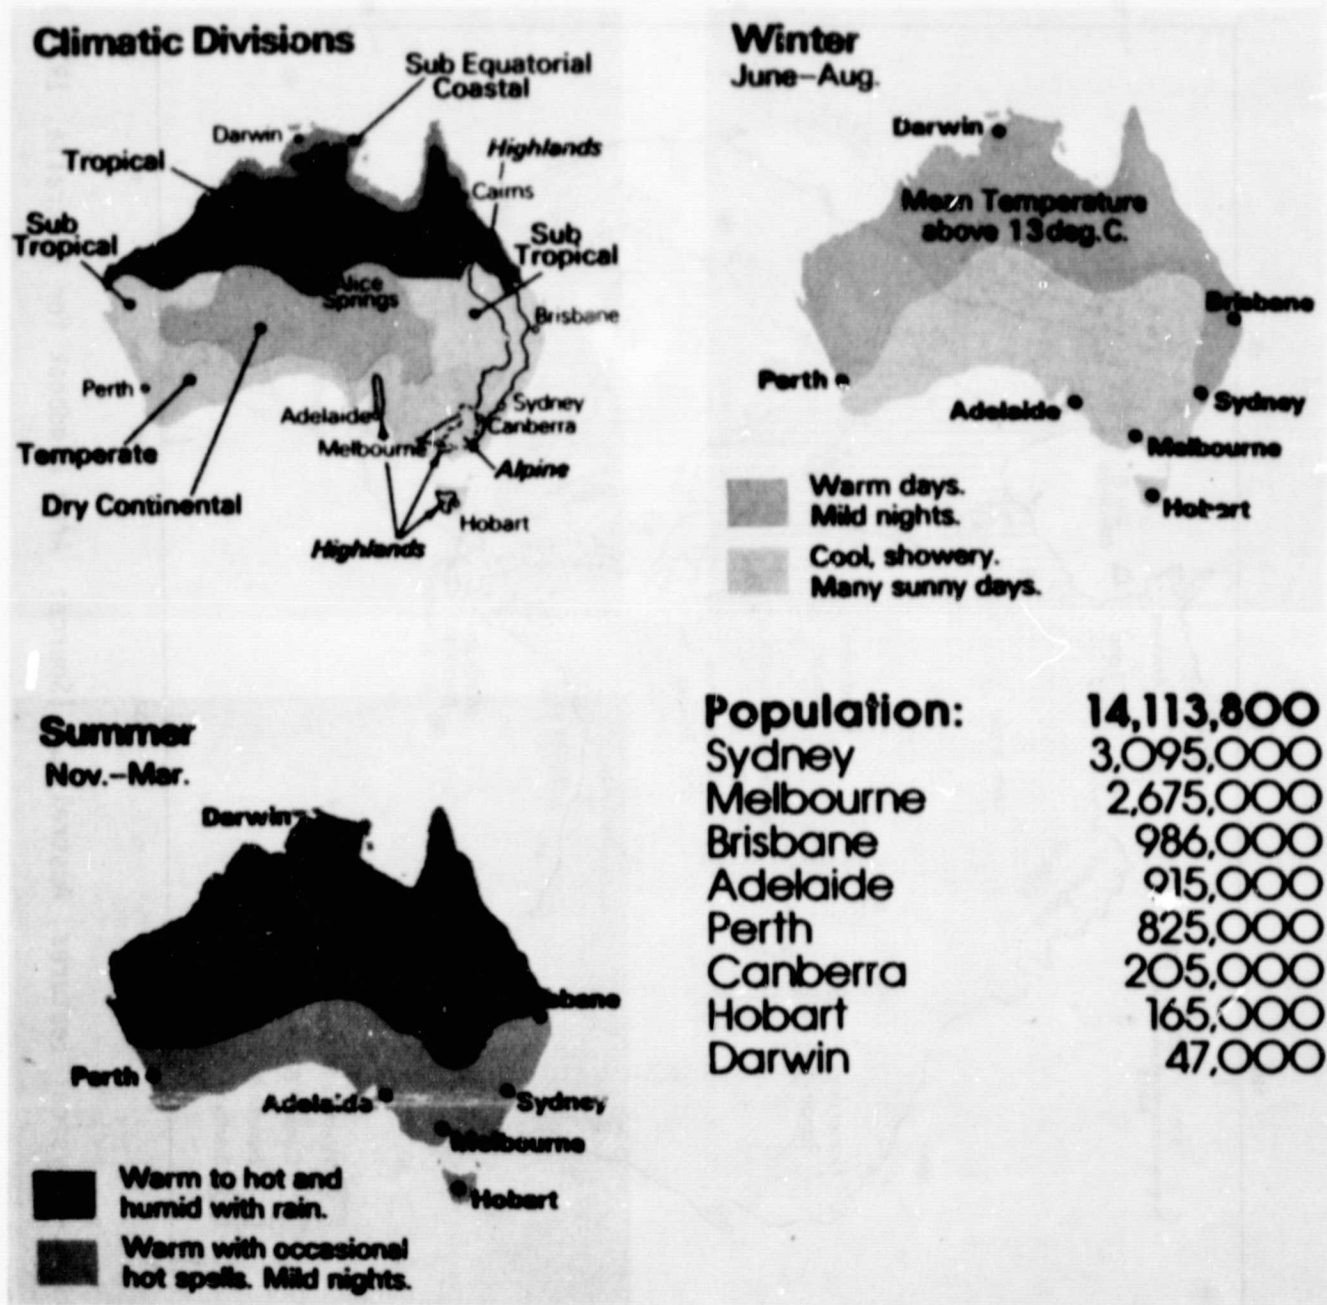 Climatic Divisions
Sub Equatorial
Coastal
Darwin
Highlands
Tropical
Cairns
Sub
Tropical
Sub
Tropical
Alice
Springs
Brisbane
Perth
Adelaide
Sydney
Canberra
Melbourne
Temperate
Alpine
Dry Continental
Hobart
Highlands
Winter
June–Aug.
Darwin
Mean Temperature
above 13deg.C.
Brisbane
Perth
Adelaide
Sydney
Melbourne
Hobart
Warm days.
Mild nights.
Cool, showery.
Many sunny days.
Summer
Nov.–Mar.
Darwin
bane
Perth
Adelaide
Sydney
Melbourne
Hobart
Warm to hot and
humid with rain.
Warm with occasional
hot spells. Mild nights.
Population: 14,113,800
Sydney 3,095,000
Melbourne 2,675,000
Brisbane 986,000
Adelaide 915,000
Perth 825,000
Canberra 205,000
Hobart 165,000
Darwin 47,000